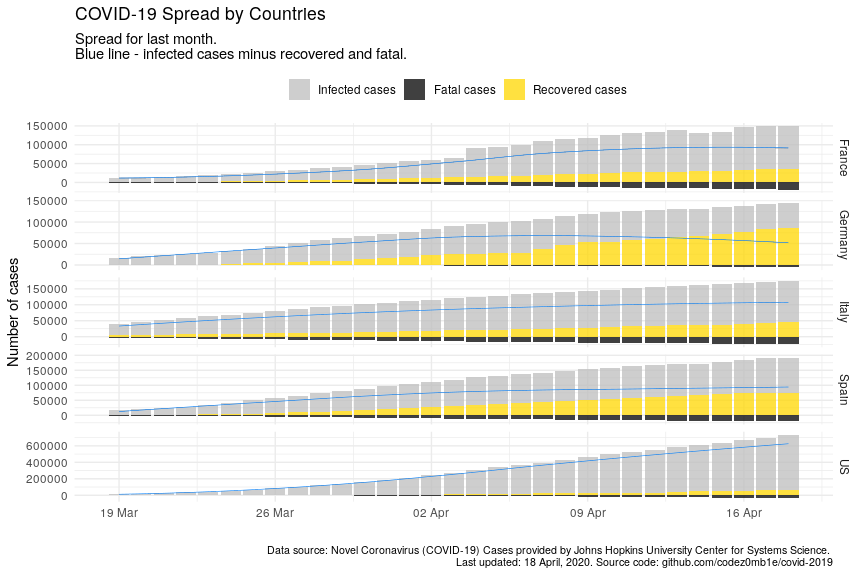 COVID-19 Spread by Countries
Spread for last month.
Blue line - infected cases minus recovered and fatal.
Infected cases
Fatal cases
Recovered cases
Number of cases
150000
100000
50000
0
France
150000
100000
50000
0
Germany
150000
100000
50000
0
Italy
200000
150000
100000
50000
0
Spain
600000
400000
200000
0
US
19 Mar
26 Mar
02 Apr
09 Apr
16 Apr
Data source: Novel Coronavirus (COVID-19) Cases provided by Johns Hopkins University Center for Systems Science.
Last updated: 18 April, 2020. Source code: github.com/codez0mb1e/covid-2019